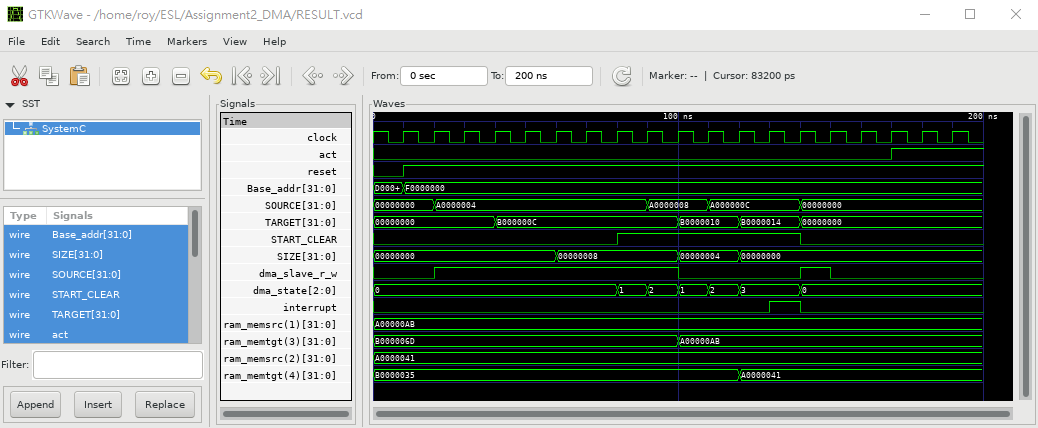 GTKWave - /home/roy/ESL/Assignment2_DMA/RESULT.vcd
File Edit Search Time Markers View Help
From: 0 sec To: 200 ns Marker: -- | Cursor: 83200 ps
SST
SystemC
Type Signals
wire Base_addr[31:0]
wire SIZE[31:0]
wire SOURCE[31:0]
wire START_CLEAR
wire TARGET[31:0]
wire act
Filter:
Append Insert Replace
Signals
Time
clock
act
reset
Base_addr[31:0]
SOURCE[31:0]
TARGET[31:0]
START_CLEAR
SIZE[31:0]
dma_slave_r_w
dma_state[2:0]
interrupt
ram_memsrc(1)[31:0]
ram_memtgt(3)[31:0]
ram_memsrc(2)[31:0]
ram_memtgt(4)[31:0]
Waves
0 100 ns 200 ns
D000+ F0000000
00000000 A0000004 A0000008 A000000C 00000000
00000000 B000000C B0000010 B0000014 00000000
00000000 00000008 00000004 00000000
0 1 2 1 2 3 0
A00000AB
B000006D A00000AB
A0000041
B0000035 A0000041